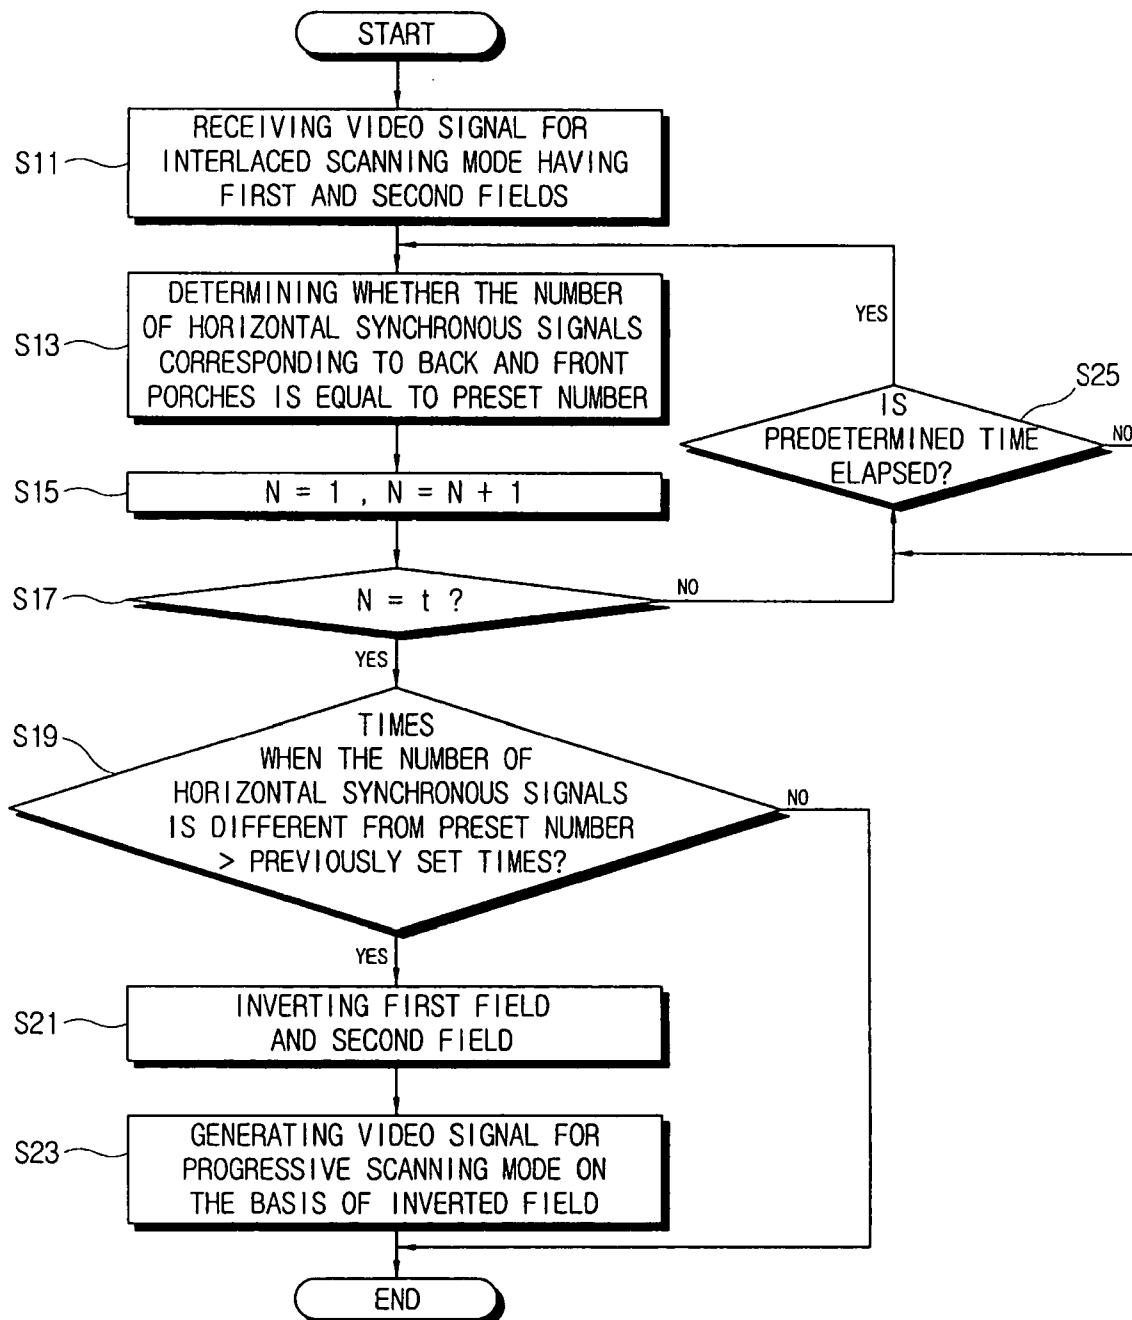 START
S11
RECEIVING VIDEO SIGNAL FOR
INTERLACED SCANNING MODE HAVING
FIRST AND SECOND FIELDS
S13
DETERMINING WHETHER THE NUMBER
OF HORIZONTAL SYNCHRONOUS SIGNALS
CORRESPONDING TO BACK AND FRONT
PORCHES IS EQUAL TO PRESET NUMBER
YES
S25
IS
PREDETERMINED TIME
ELAPSED?
NO
S15
N = 1 , N = N + 1
S17
N = t ?
NO
YES
S19
TIMES
WHEN THE NUMBER OF
HORIZONTAL SYNCHRONOUS SIGNALS
IS DIFFERENT FROM PRESET NUMBER
> PREVIOUSLY SET TIMES?
NO
YES
S21
INVERTING FIRST FIELD
AND SECOND FIELD
S23
GENERATING VIDEO SIGNAL FOR
PROGRESSIVE SCANNING MODE ON
THE BASIS OF INVERTED FIELD
END